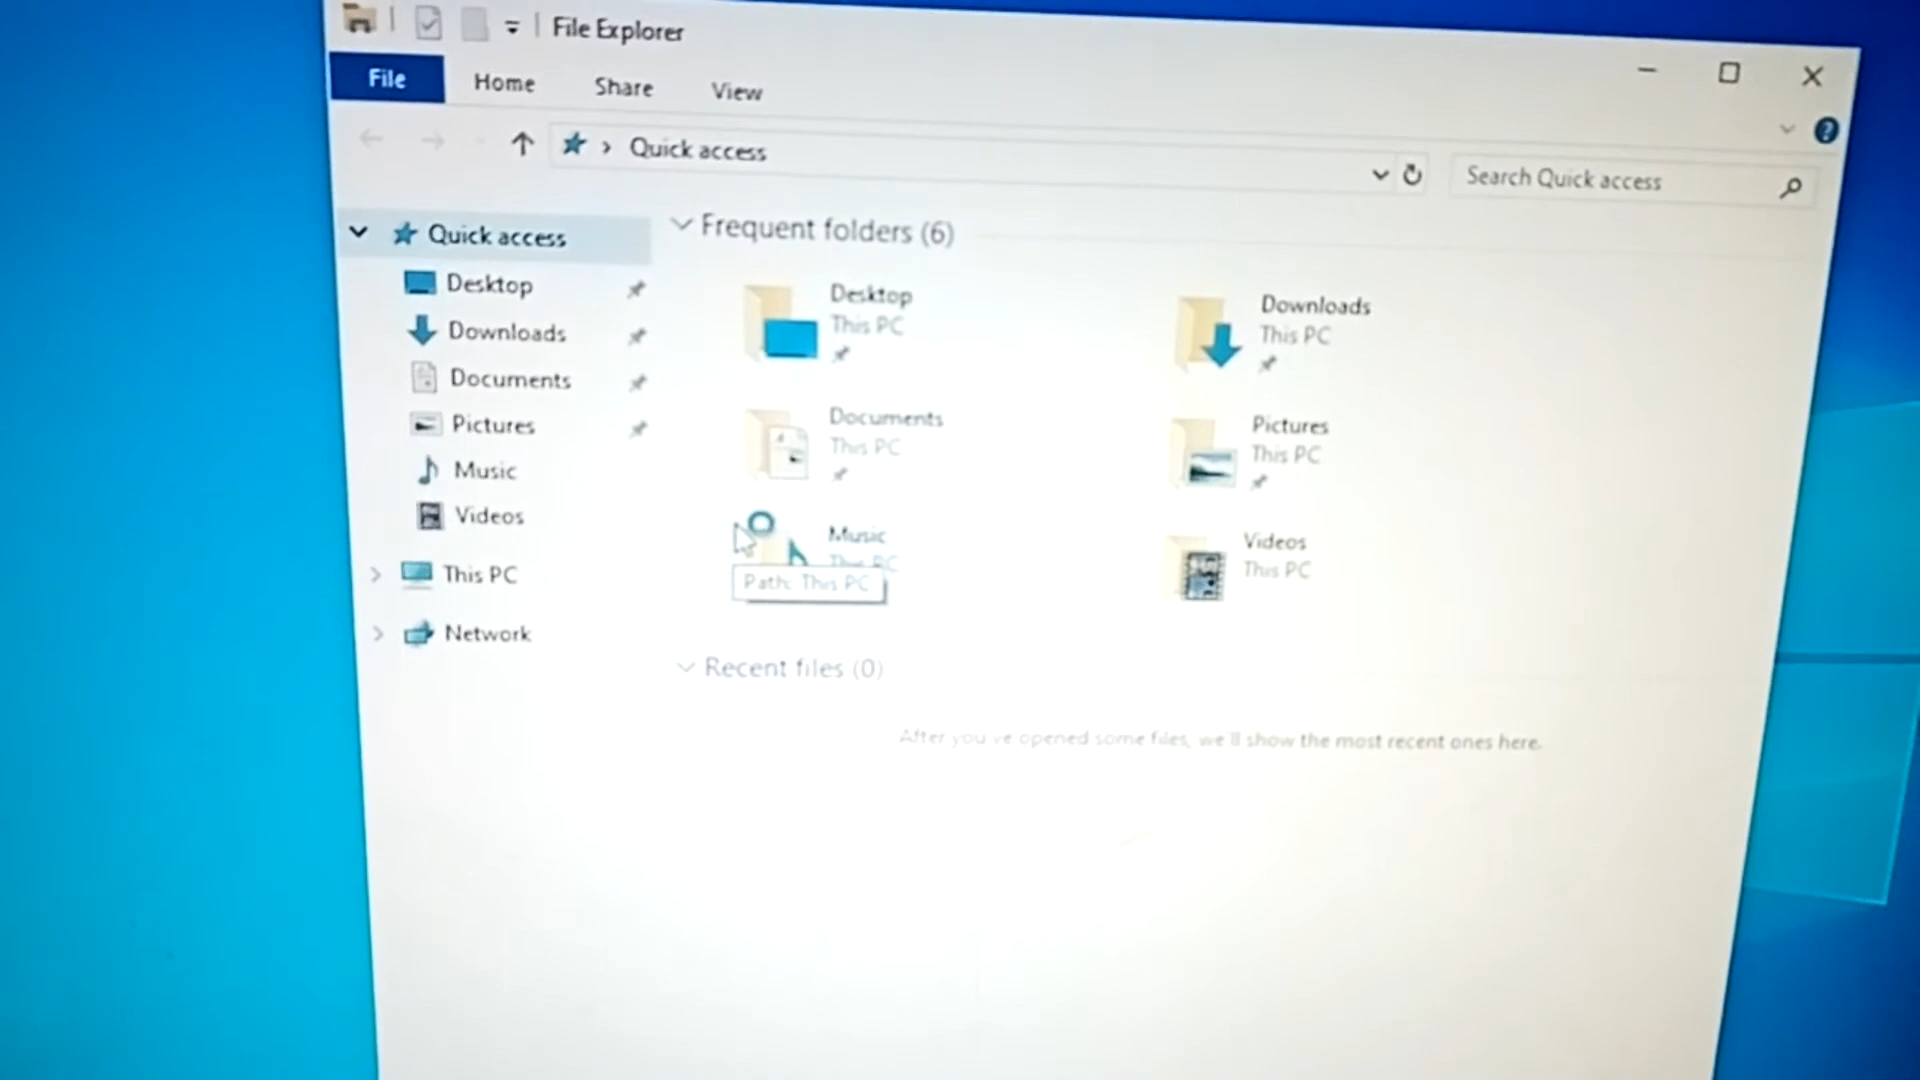 File Explorer
File Home Share View
Quick access
Search Quick access
Quick access
Desktop
Downloads
Documents
Pictures
Music
Videos
This PC
Network
Frequent folders (6)
Desktop
This PC
Downloads
This PC
Documents
This PC
Pictures
This PC
Music
This PC
Path: This PC
Videos
This PC
Recent files (0)
After you've opened some files, we'll show the most recent ones here.